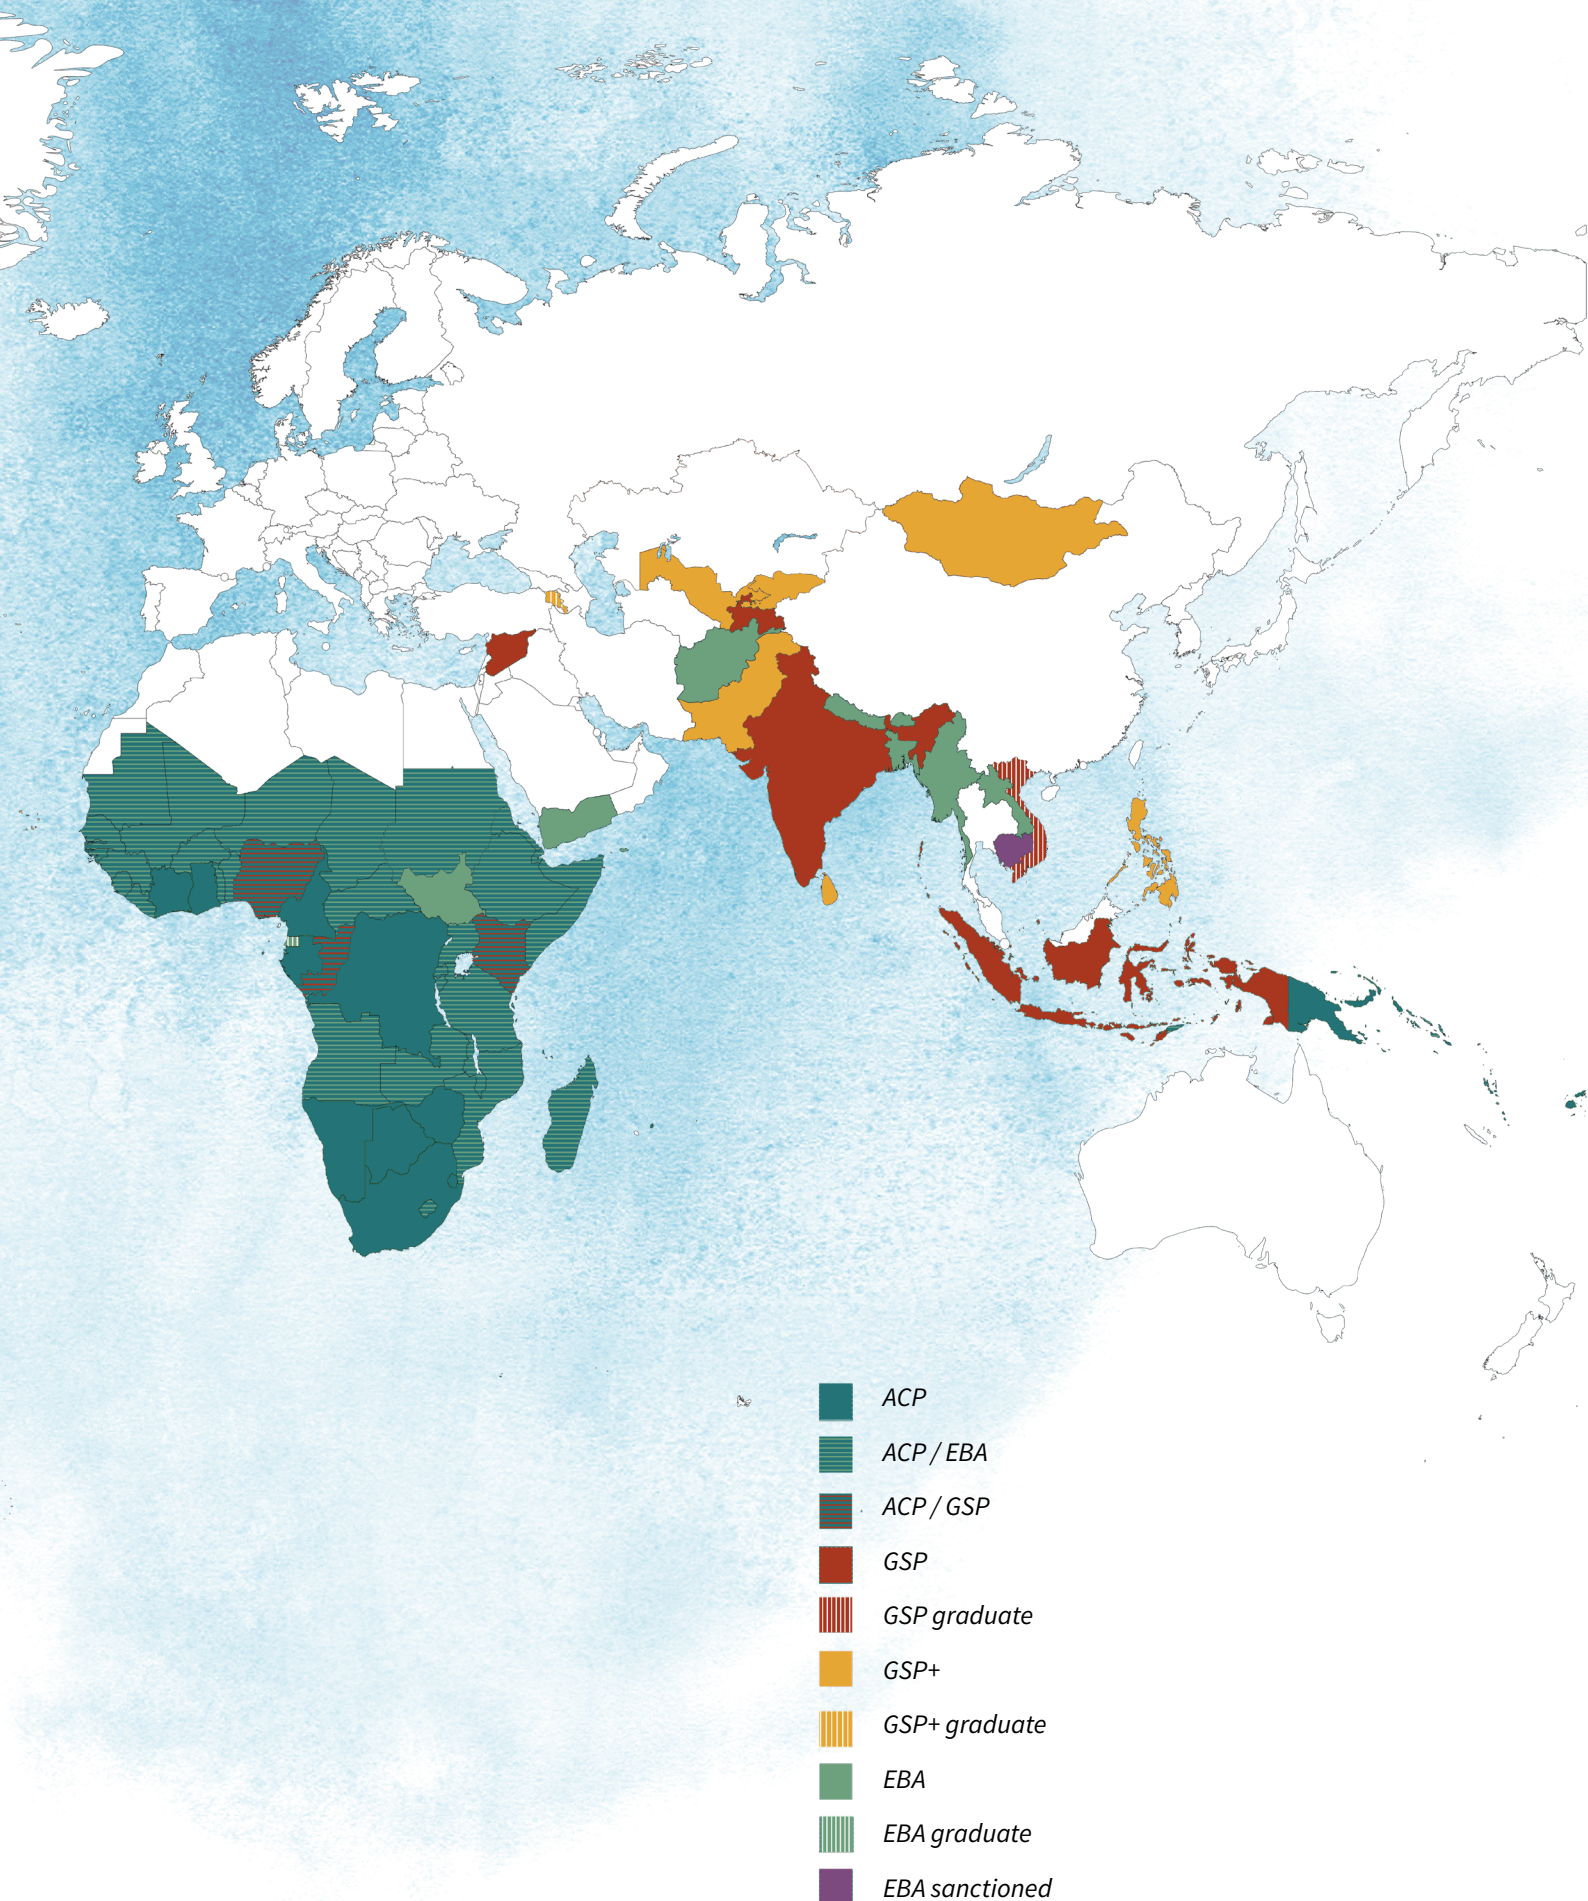 ACP
ACP / EBA
ACP / GSP
GSP
GSP graduate
GSP+
GSP+ graduate
EBA
EBA graduate
EBA sanctioned